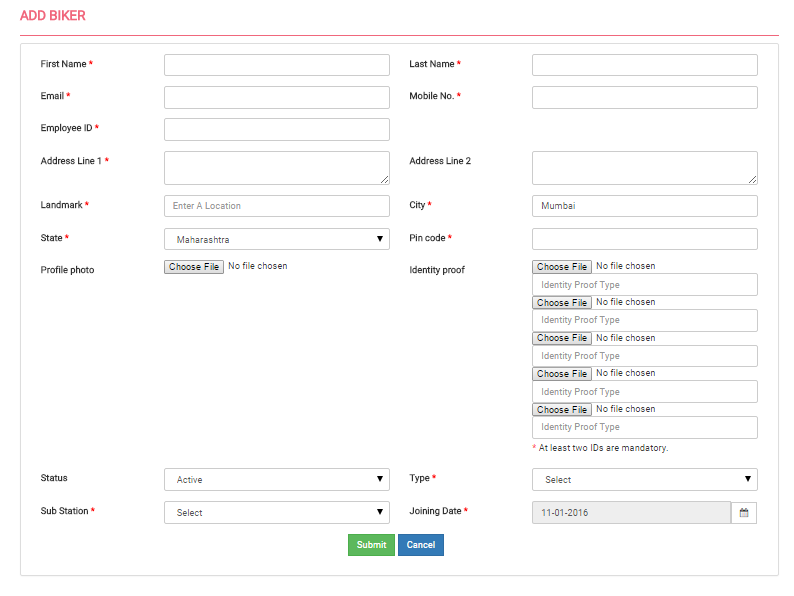 ADD BIKER
First Name *
Last Name *
Email *
Mobile No. *
Employee ID *
Address Line 1 *
Address Line 2
Landmark * Enter A Location
City * Mumbai
State * Maharashtra
Pin code *
Profile photo Choose File No file chosen
Identity proof Choose File No file chosen
Identity Proof Type
Choose File No file chosen
Identity Proof Type
Choose File No file chosen
Identity Proof Type
Choose File No file chosen
Identity Proof Type
Choose File No file chosen
Identity Proof Type
* At least two IDs are mandatory.
Status Active
Type * Select
Sub Station * Select
Joining Date * 11-01-2016
Submit Cancel